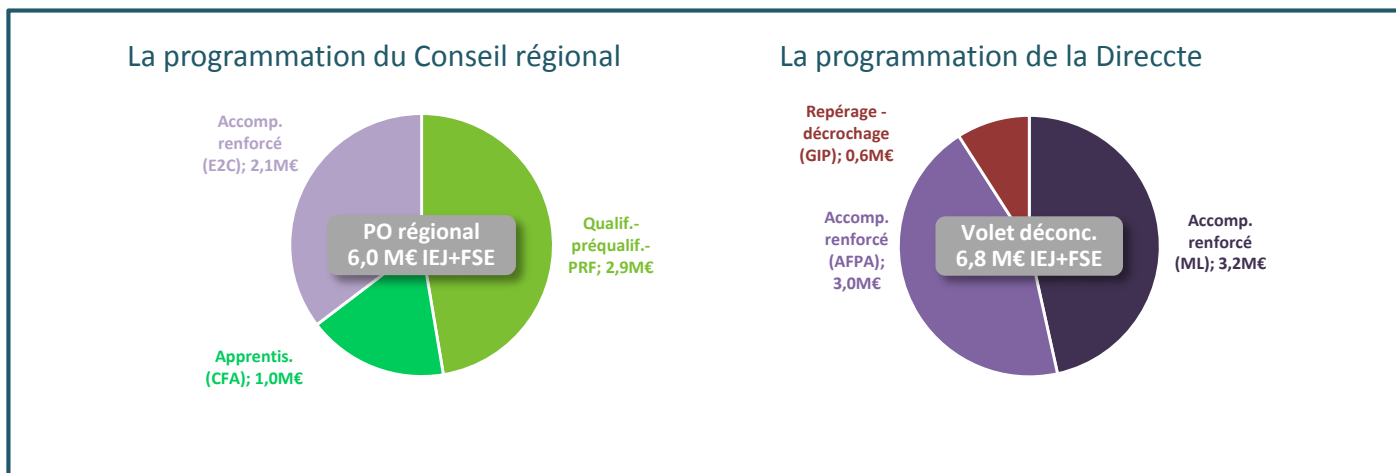 La programmation du Conseil régional
Accomp.
renforcé
(E2C); 2,1M€
PO régional
6,0 M€ IEJ+FSE
Qualif.-
préqualif.-
PRF; 2,9M€
Apprentis.
(CFA); 1,0M€
La programmation de la Direccte
Repérage -
décrochage
(GIP); 0,6M€
Accomp.
renforcé
(AFPA);
3,0M€
Volet déconc.
6,8 M€ IEJ+FSE
Accomp.
renforcé
(ML); 3,2M€